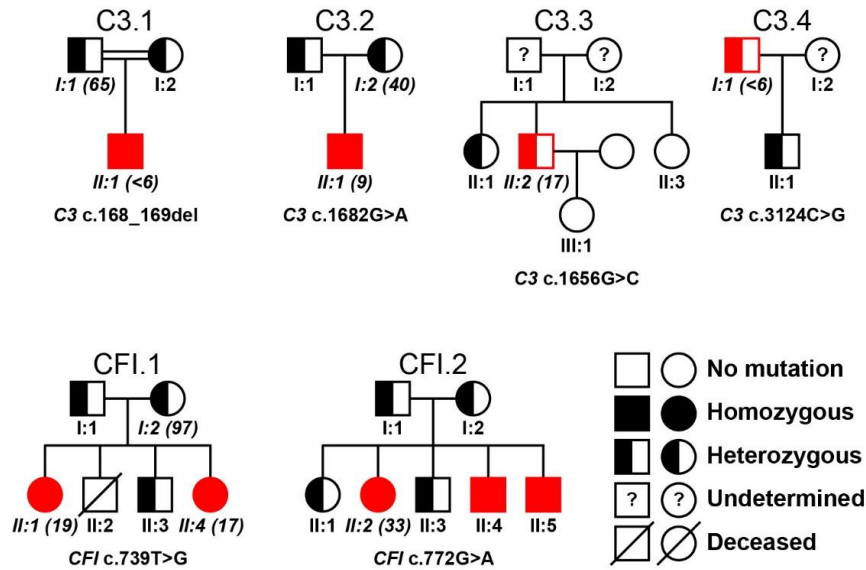 C3.1 C3.2 C3.3 C3.4
I:1 (65) I:2 I:1 I:2 (40) ? ? I:1 (<6) ?
I:1 I:2 I:2
II:1 (<6) II:1 (9) II:1 II:2 (17) II:3 II:1
C3 c.168_169del C3 c.1682G>A C3 c.3124C>G
III:1
C3 c.1656G>C
CFI.1 CFI.2
No mutation
I:1 I:2 (97) I:1 I:2
Homozygous
Heterozygous
II:1 (19) II:2 II:3 II:4 (17) II:1 II:2 (33) II:3 II:4 II:5
? ? Undetermined
CFI c.739T>G CFI c.772G>A
Deceased